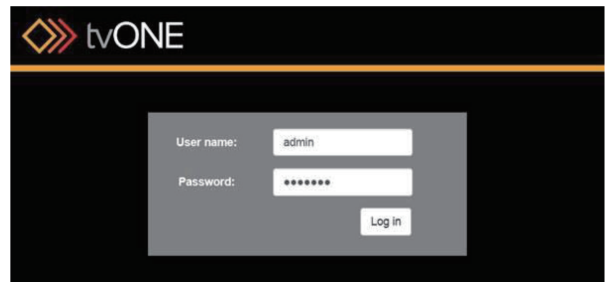 tvONE
User name:
admin
Password:
•••••••
Log in